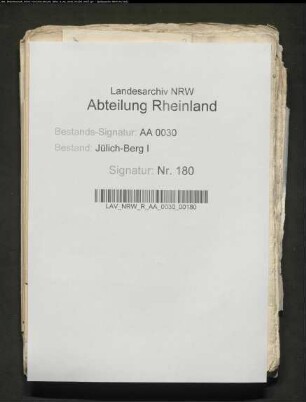 Landesarchiv NRW
Abteilung Rheinland
Bestands-Signatur: AA 0030
Bestand: Jülich-Berg I
Signatur: Nr. 180
LAV_NRW_R_AA_0030_00180